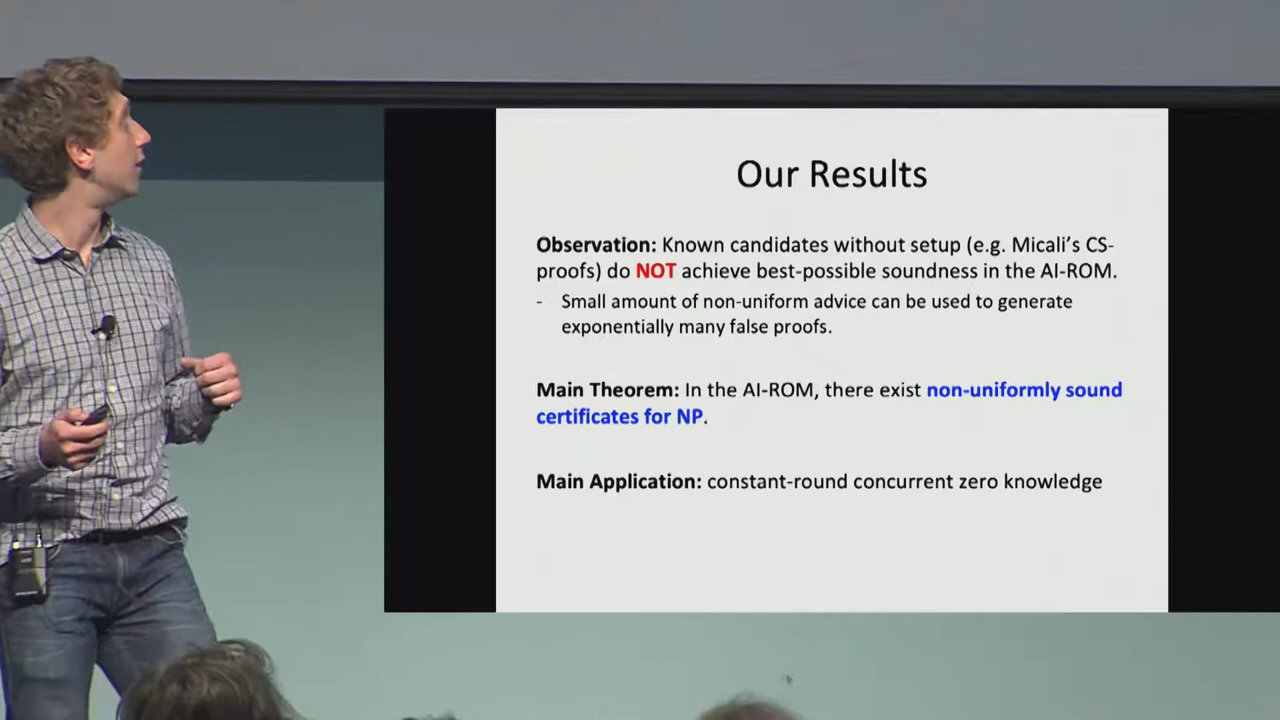 Our Results
Observation: Known candidates without setup (e.g. Micali's CS-
proofs) do NOT achieve best-possible soundness in the AI-ROM.
- Small amount of non-uniform advice can be used to generate
exponentially many false proofs.
Main Theorem: In the AI-ROM, there exist non-uniformly sound
certificates for NP.
Main Application: constant-round concurrent zero knowledge